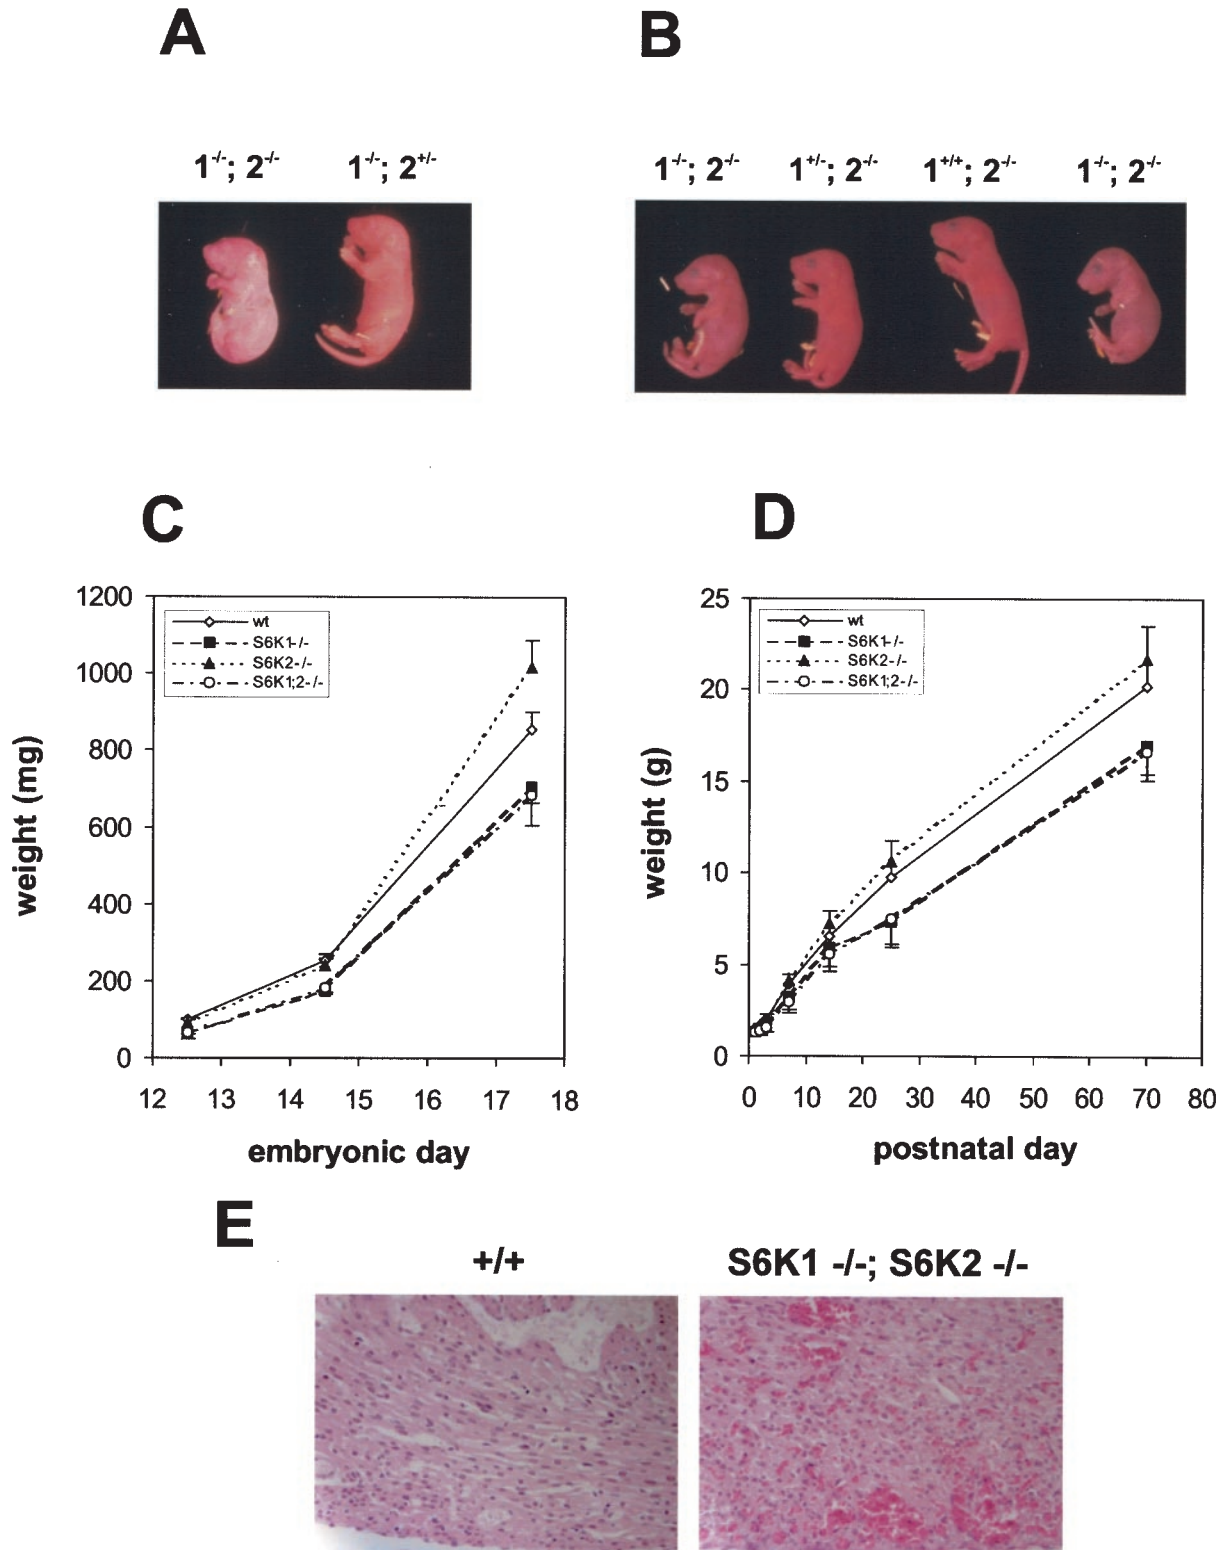 A
B
1-/-; 2-/-
1-/-; 2+/-
1-/-; 2-/-
1+/-; 2-/-
1+/+; 2-/-
1-/-; 2-/-
C
1200
1000
800
600
400
200
0
12 13 14 15 16 17 18
weight (mg)
embryonic day
wt
S6K1-/-
S6K2-/-
S6K1;2-/-
D
25
20
15
10
5
0
0 10 20 30 40 50 60 70 80
weight (g)
postnatal day
wt
S6K1-/-
S6K2-/-
S6K1;2-/-
E
+/+
S6K1 -/-; S6K2 -/-